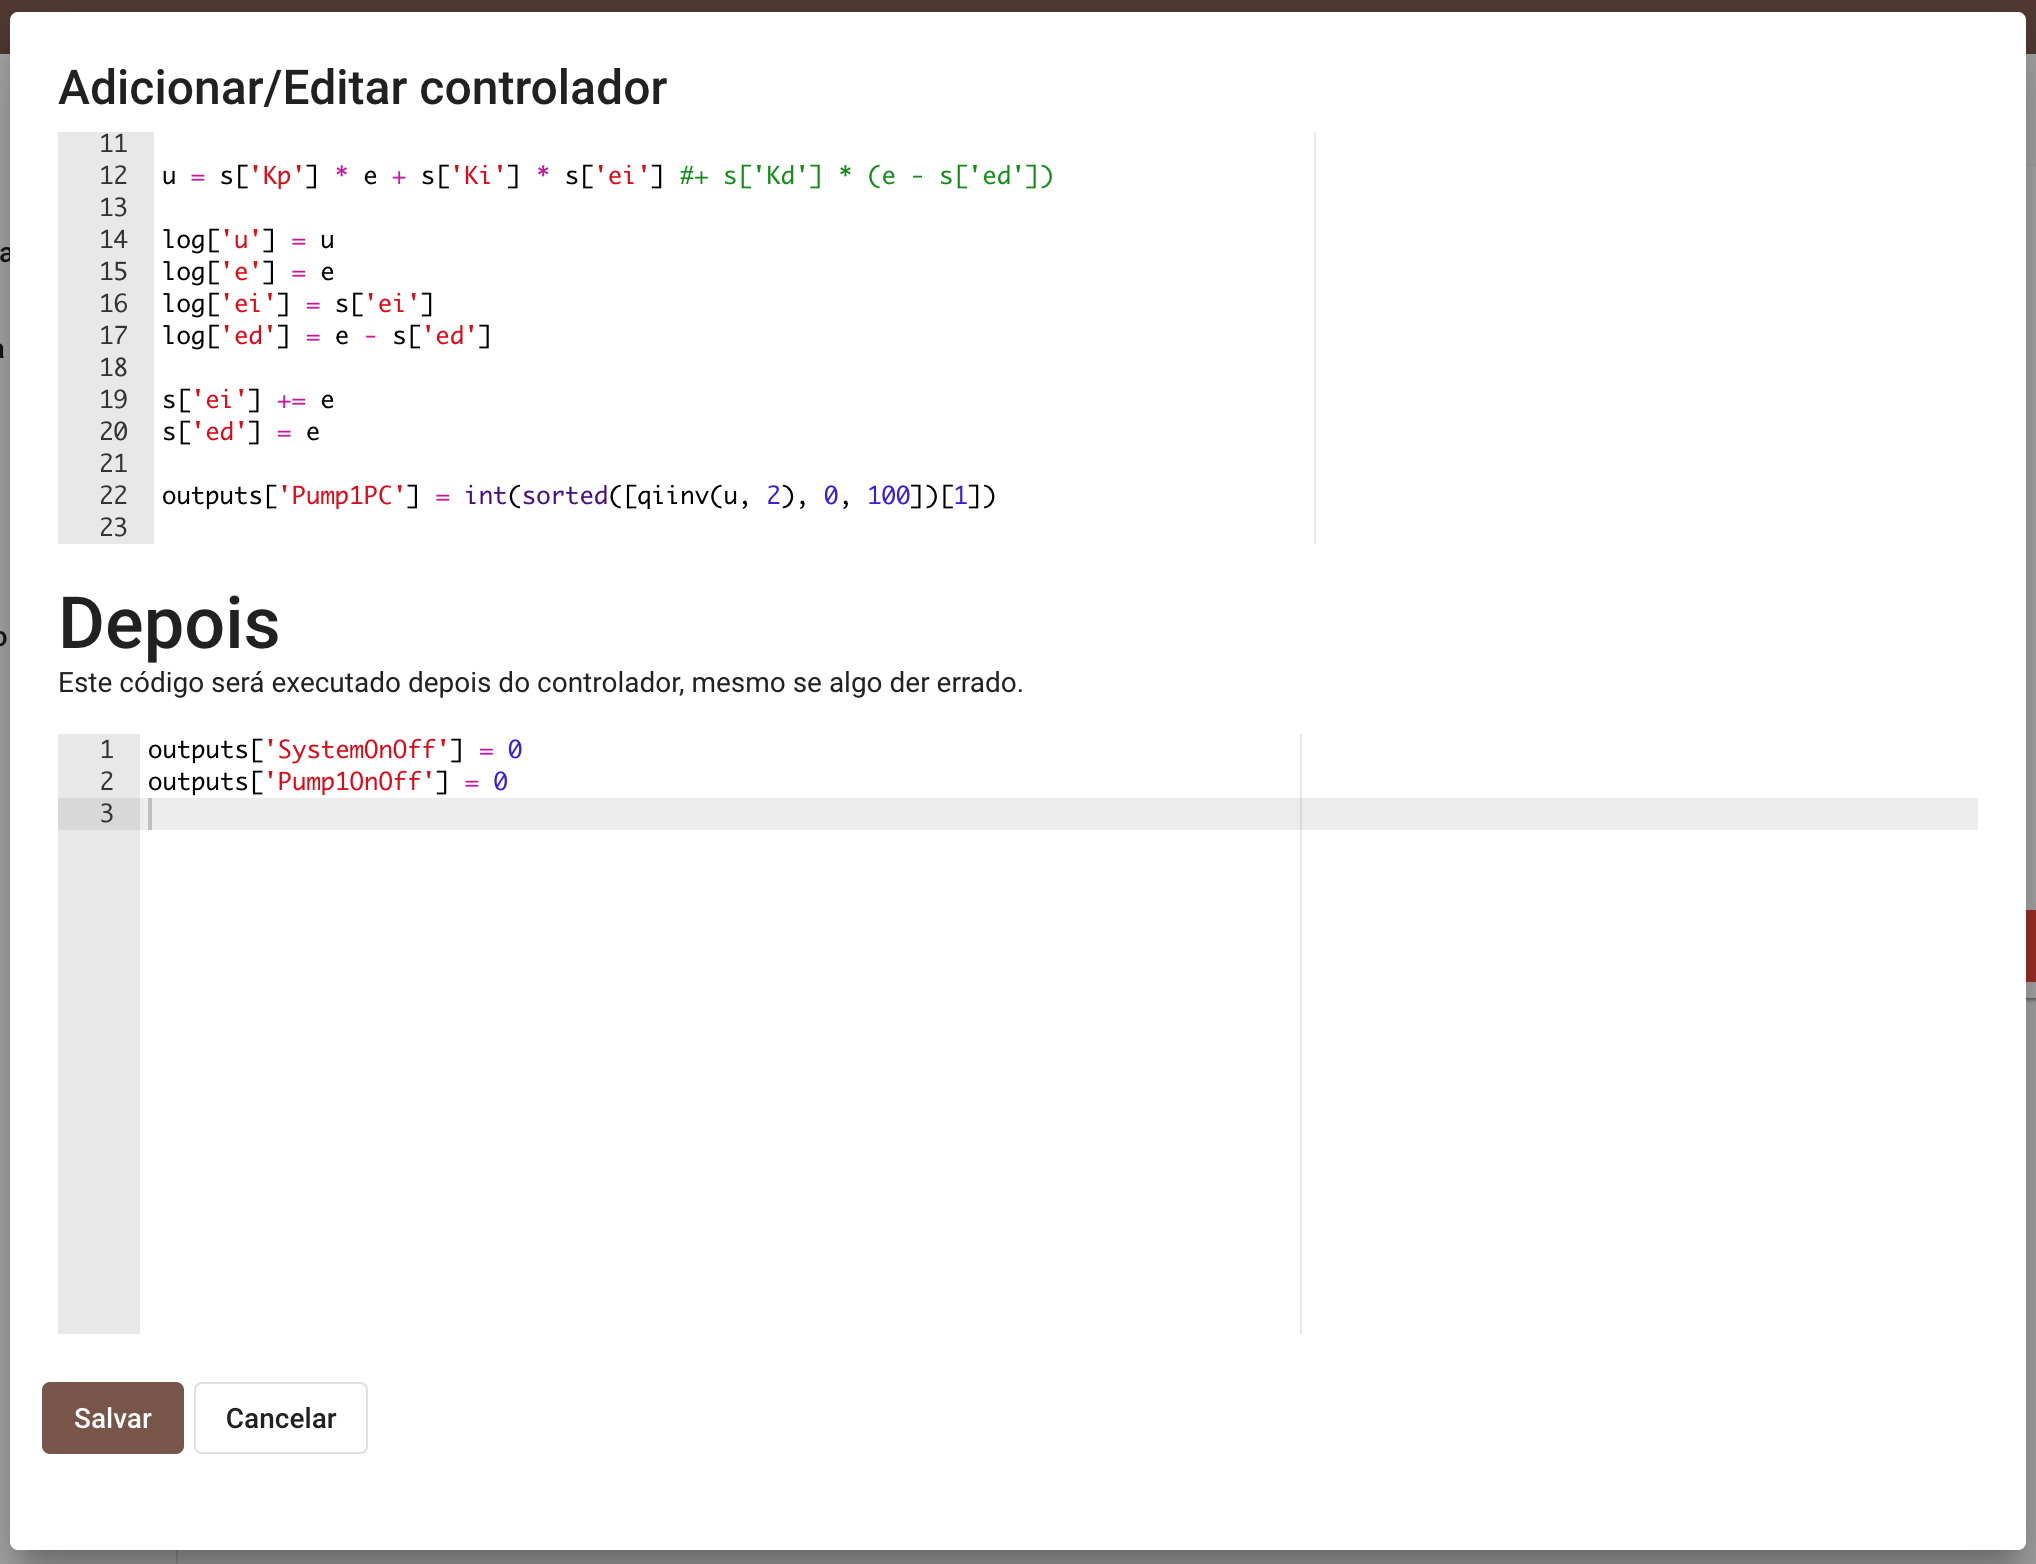 Adicionar/Editar controlador
11
12 u = s['Kp'] * e + s['Ki'] * s['ei'] #+ s['Kd'] * (e - s['ed'])
13
14 log['u'] = u
15 log['e'] = e
16 log['ei'] = s['ei']
17 log['ed'] = e - s['ed']
18
19 s['ei'] += e
20 s['ed'] = e
21
22 outputs['Pump1PC'] = int(sorted([qiinv(u, 2), 0, 100])[1])
23
Depois
Este código será executado depois do controlador, mesmo se algo der errado.
1 outputs['SystemOnOff'] = 0
2 outputs['Pump1OnOff'] = 0
3
Salvar Cancelar